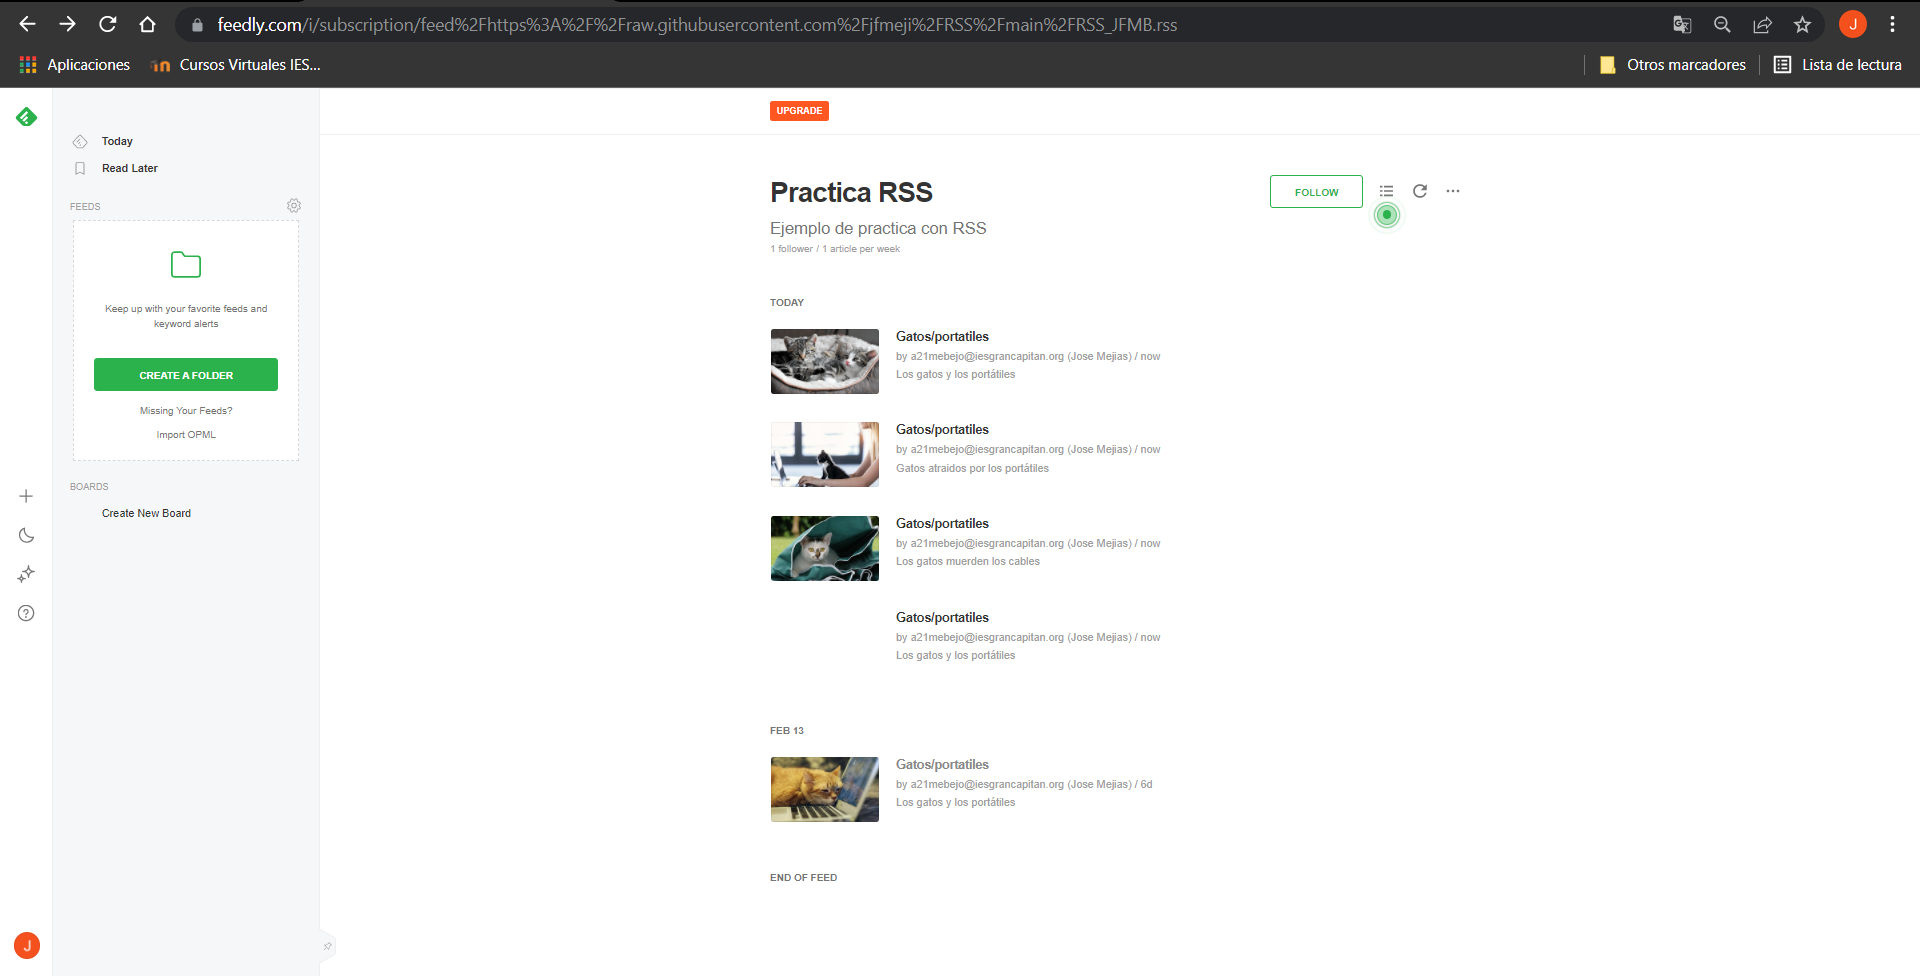 feedly.com/i/subscription/feed%2Fhttps%3A%2F%2Fraw.githubusercontent.com%2Fjfmeji%2FRSS%2Fmain%2FRSS_JFMB.rss
J
Aplicaciones
Cursos Virtuales IES...
Otros marcadores
Lista de lectura
Today
Read Later
FEEDS
Keep up with your favorite feeds and
keyword alerts
CREATE A FOLDER
Missing Your Feeds?
Import OPML
BOARDS
Create New Board
J
UPGRADE
Practica RSS
FOLLOW
Ejemplo de practica con RSS
1 follower / 1 article per week
TODAY
Gatos/portatiles
by a21mebejo@iesgrancapitan.org (Jose Mejias) / now
Los gatos y los portátiles
Gatos/portatiles
by a21mebejo@iesgrancapitan.org (Jose Mejias) / now
Gatos atraidos por los portátiles
Gatos/portatiles
by a21mebejo@iesgrancapitan.org (Jose Mejias) / now
Los gatos muerden los cables
Gatos/portatiles
by a21mebejo@iesgrancapitan.org (Jose Mejias) / now
Los gatos y los portátiles
FEB 13
Gatos/portatiles
by a21mebejo@iesgrancapitan.org (Jose Mejias) / 6d
Los gatos y los portátiles
END OF FEED